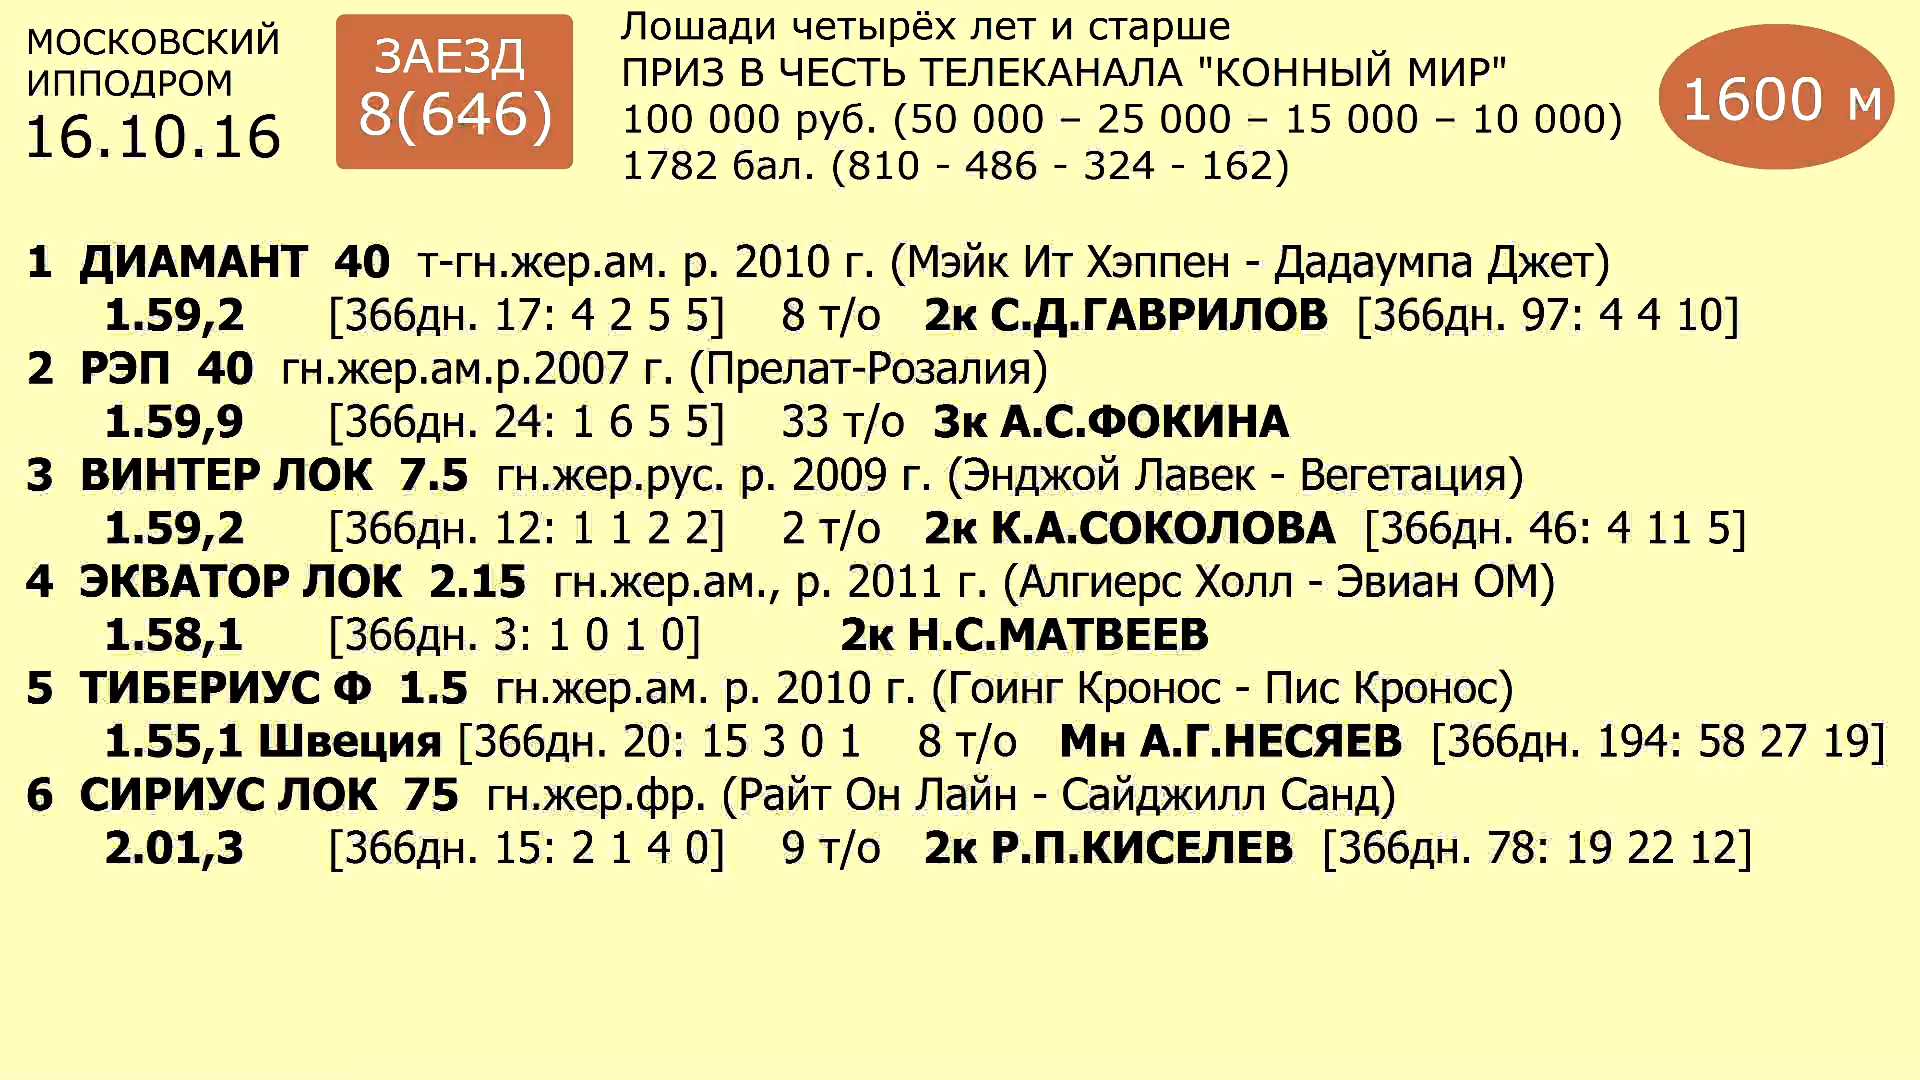 МОСКОВСКИЙ
ИППОДРОМ
16.10.16
ЗАЕЗД
8(646)
Лошади четырёх лет и старше
ПРИЗ В ЧЕСТЬ ТЕЛЕКАНАЛА "КОННЫЙ МИР"
100 000 руб. (50 000 – 25 000 – 15 000 – 10 000)
1782 бал. (810 - 486 - 324 - 162)
1600 м
1 ДИАМАНТ 40 т-гн.жер.ам. р. 2010 г. (Мэйк Ит Хэппен - Дадаумпа Джет)
1.59,2 [366дн. 17: 4 2 5 5] 8 т/о 2к С.Д.ГАВРИЛОВ [366дн. 97: 4 4 10]
2 РЭП 40 гн.жер.ам.р.2007 г. (Прелат-Розалия)
1.59,9 [366дн. 24: 1 6 5 5] 33 т/о 3к А.С.ФОКИНА
3 ВИНТЕР ЛОК 7.5 гн.жер.рус. р. 2009 г. (Энджой Лавек - Вегетация)
1.59,2 [366дн. 12: 1 1 2 2] 2 т/о 2к К.А.СОКОЛОВА [366дн. 46: 4 11 5]
4 ЭКВАТОР ЛОК 2.15 гн.жер.ам., р. 2011 г. (Алгиерс Холл - Эвиан ОМ)
1.58,1 [366дн. 3: 1 0 1 0] 2к Н.С.МАТВЕЕВ
5 ТИБЕРИУС Ф 1.5 гн.жер.ам. р. 2010 г. (Гоинг Кронос - Пис Кронос)
1.55,1 Швеция [366дн. 20: 15 3 0 1 8 т/о Мн А.Г.НЕСЯЕВ [366дн. 194: 58 27 19]
6 СИРИУС ЛОК 75 гн.жер.фр. (Райт Он Лайн - Сайджилл Санд)
2.01,3 [366дн. 15: 2 1 4 0] 9 т/о 2к Р.П.КИСЕЛЕВ [366дн. 78: 19 22 12]